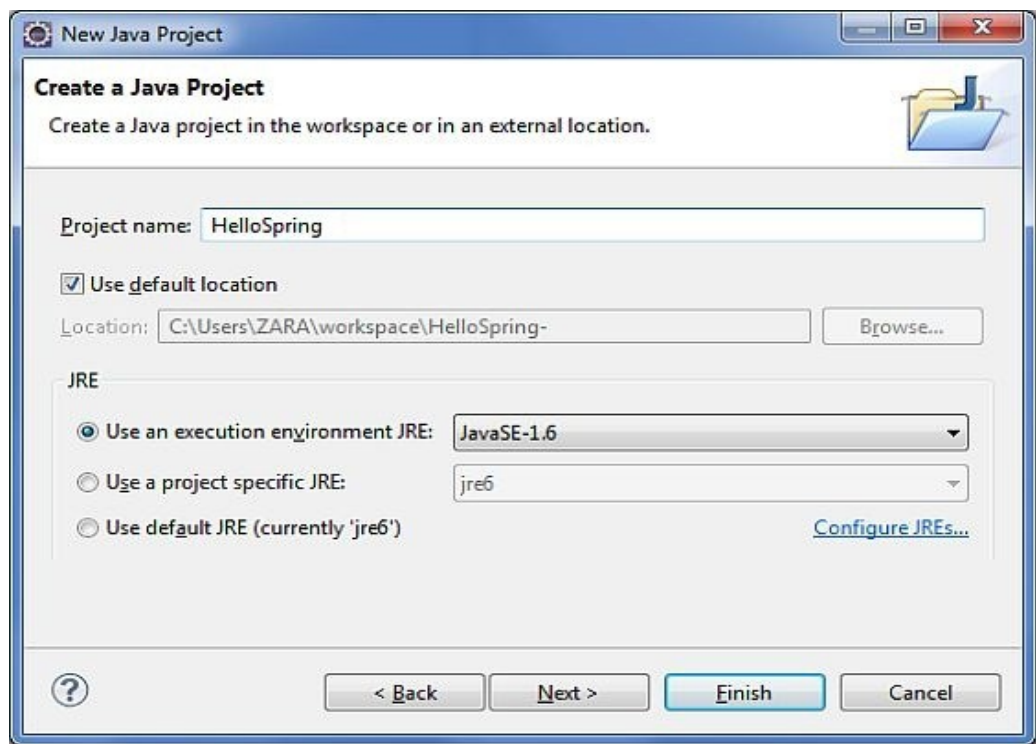 New Java Project
Create a Java Project
Create a Java project in the workspace or in an external location.
Project name: HelloSpring
Use default location
Location: C:\Users\ZARA\workspace\HelloSpring- Browse...
JRE
Use an execution environment JRE: JavaSE-1.6
Use a project specific JRE: jre6
Use default JRE (currently 'jre6') Configure JREs...
? < Back Next > Finish Cancel